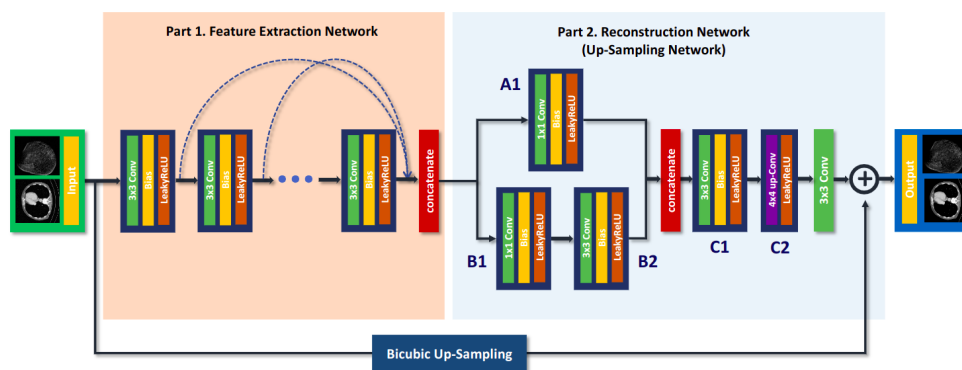 Part 1. Feature Extraction Network
Part 2. Reconstruction Network
(Up-Sampling Network)
Input
3x3 Conv
Bias
LeakyReLU
3x3 Conv
Bias
LeakyReLU
3x3 Conv
Bias
LeakyReLU
concatenate
A1
1x1 Conv
Bias
LeakyReLU
B1
1x1 Conv
Bias
LeakyReLU
3x3 Conv
Bias
LeakyReLU
B2
concatenate
3x3 Conv
Bias
LeakyReLU
C1
4x4 up-Conv
LeakyReLU
C2
3x3 Conv
Output
Bicubic Up-Sampling